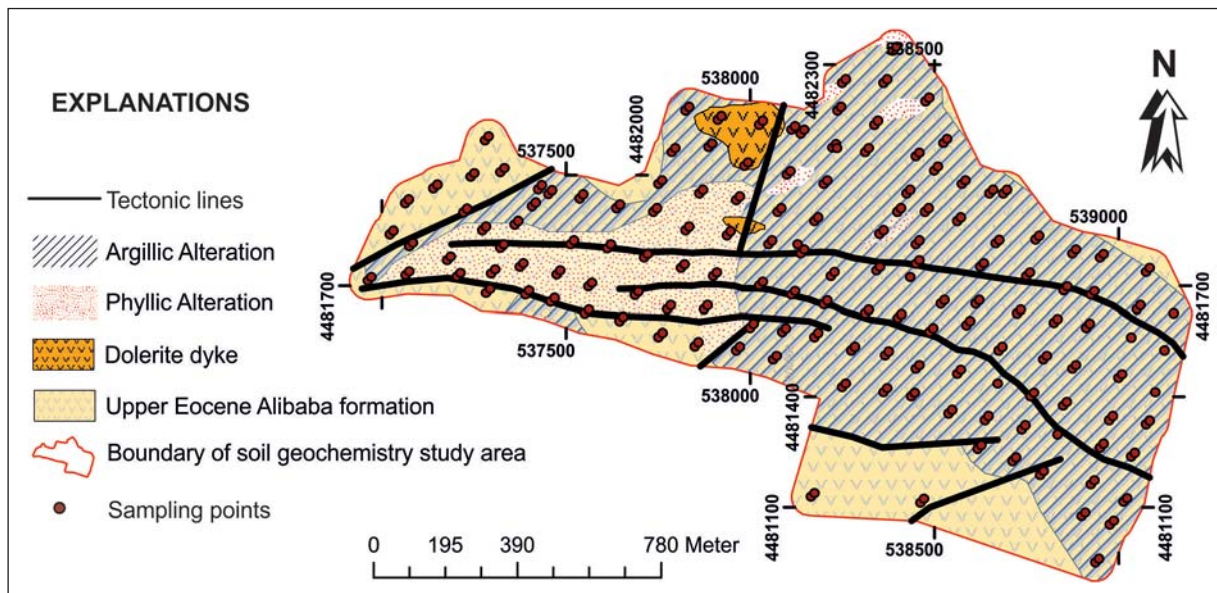 EXPLANATIONS
Tectonic lines
Argillic Alteration
Phyllic Alteration
Dolerite dyke
Upper Eocene Alibaba formation
Boundary of soil geochemistry study area
Sampling points
0 195 390 780 Meter
N
538500
4482300
538000
4482000
537500
539000
4481700
4481700
537500
538000
4481400
4481100
4481100
538500